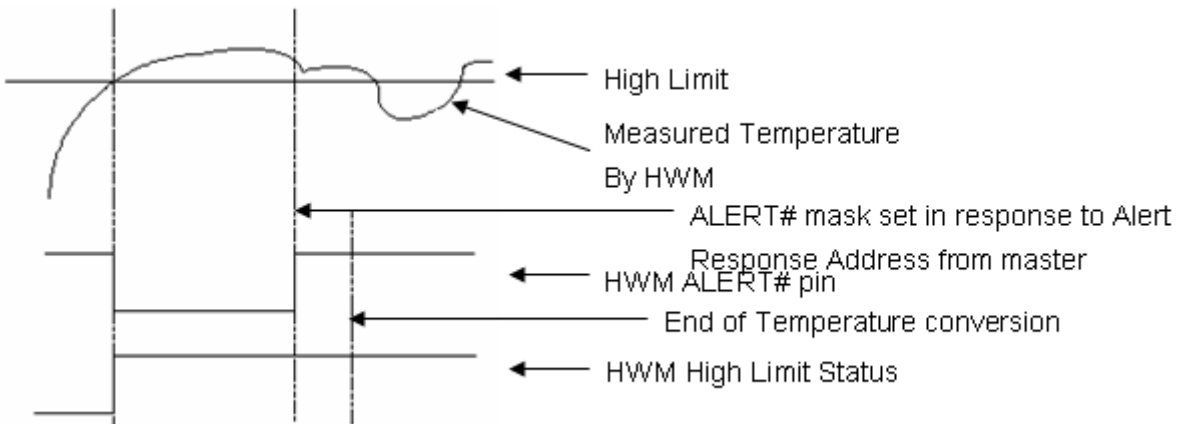 High Limit
Measured Temperature
By HWM
ALERT# mask set in response to Alert
Response Address from master
HWM ALERT# pin
End of Temperature conversion
HWM High Limit Status